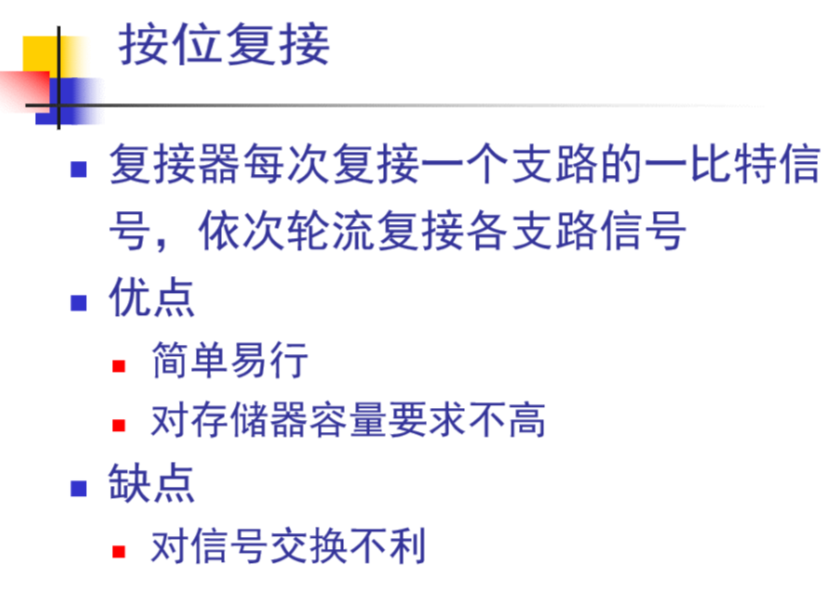 按位复接
复接器每次复接一个支路的一比特信
号，依次轮流复接各支路信号
优点
简单易行
对存储器容量要求不高
缺点
对信号交换不利